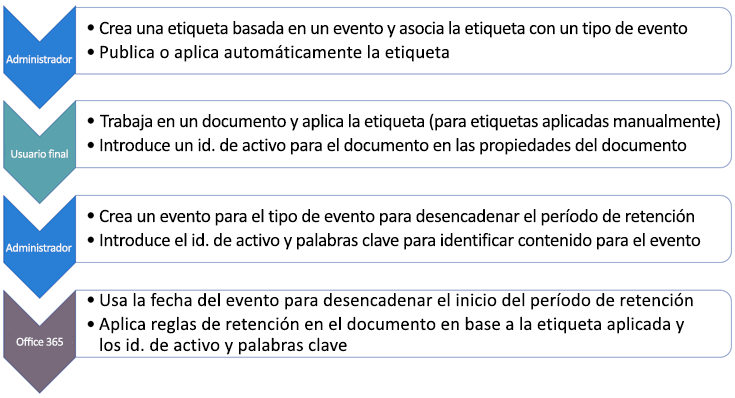 Administrador
• Crea una etiqueta basada en un evento y asocia la etiqueta con un tipo de evento
• Publica o aplica automáticamente la etiqueta
Usuario final
• Trabaja en un documento y aplica la etiqueta (para etiquetas aplicadas manualmente)
• Introduce un id. de activo para el documento en las propiedades del documento
Administrador
• Crea un evento para el tipo de evento para desencadenar el período de retención
• Introduce el id. de activo y palabras clave para identificar contenido para el evento
Office 365
• Usa la fecha del evento para desencadenar el inicio del período de retención
• Aplica reglas de retención en el documento en base a la etiqueta aplicada y
los id. de activo y palabras clave